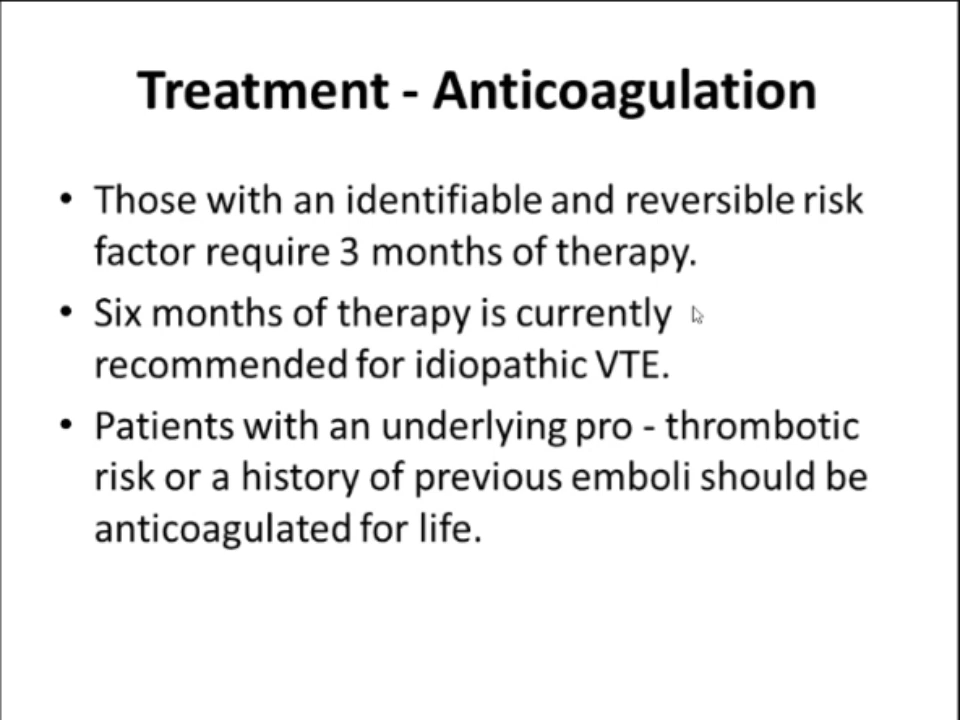 Treatment - Anticoagulation
• Those with an identifiable and reversible risk
factor require 3 months of therapy.
• Six months of therapy is currently
recommended for idiopathic VTE.
• Patients with an underlying pro - thrombotic
risk or a history of previous emboli should be
anticoagulated for life.